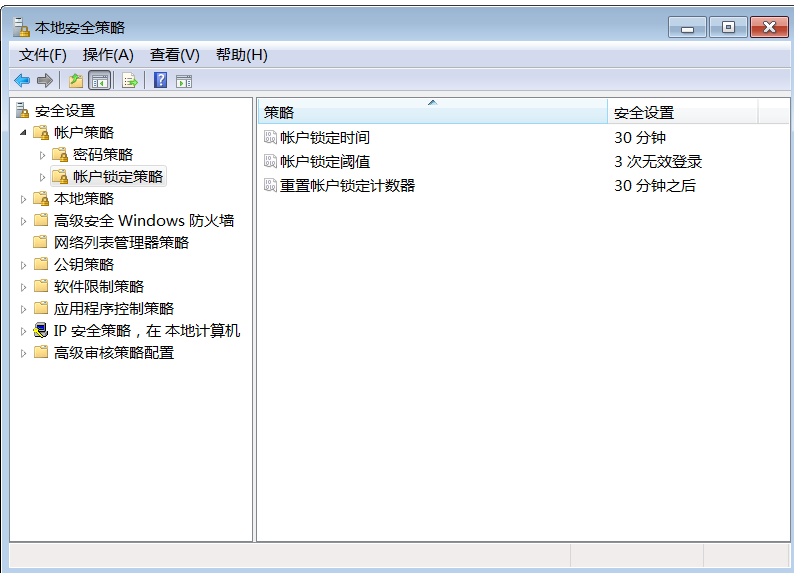 本地安全策略
文件(F) 操作(A) 查看(V) 帮助(H)
安全设置
帐户策略
密码策略
帐户锁定策略
本地策略
高级安全 Windows 防火墙
网络列表管理器策略
公钥策略
软件限制策略
应用程序控制策略
IP 安全策略，在 本地计算机
高级审核策略配置
策略 安全设置
帐户锁定时间 30 分钟
帐户锁定阈值 3 次无效登录
重置帐户锁定计数器 30 分钟之后